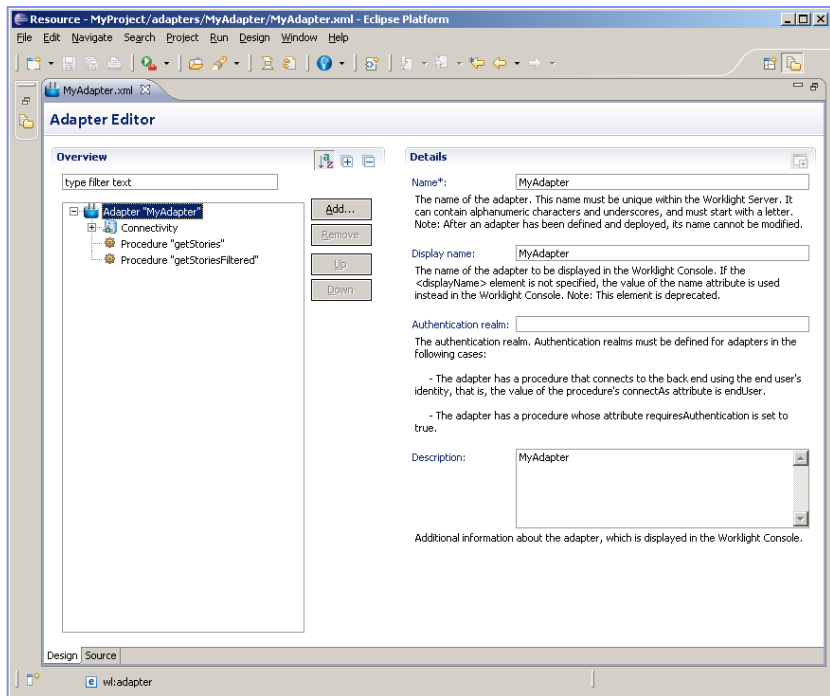 Resource - MyProject/adapters/MyAdapter/MyAdapter.xml - Eclipse Platform
File Edit Navigate Search Project Run Design Window Help
MyAdapter.xml
Adapter Editor
Overview
type filter text
Adapter "MyAdapter"
Connectivity
Procedure "getStories"
Procedure "getStoriesFiltered"
Add...
Remove
Up
Down
Details
Name*: MyAdapter
The name of the adapter. This name must be unique within the Worklight Server. It
can contain alphanumeric characters and underscores, and must start with a letter.
Note: After an adapter has been defined and deployed, its name cannot be modified.
Display name: MyAdapter
The name of the adapter to be displayed in the Worklight Console. If the
<displayName> element is not specified, the value of the name attribute is used
instead in the Worklight Console. Note: This element is deprecated.
Authentication realm:
The authentication realm. Authentication realms must be defined for adapters in the
following cases:
- The adapter has a procedure that connects to the back end using the end user's
identity, that is, the value of the procedure's connectAs attribute is endUser.
- The adapter has a procedure whose attribute requiresAuthentication is set to
true.
Description: MyAdapter
Additional information about the adapter, which is displayed in the Worklight Console.
Design Source
wl:adapter